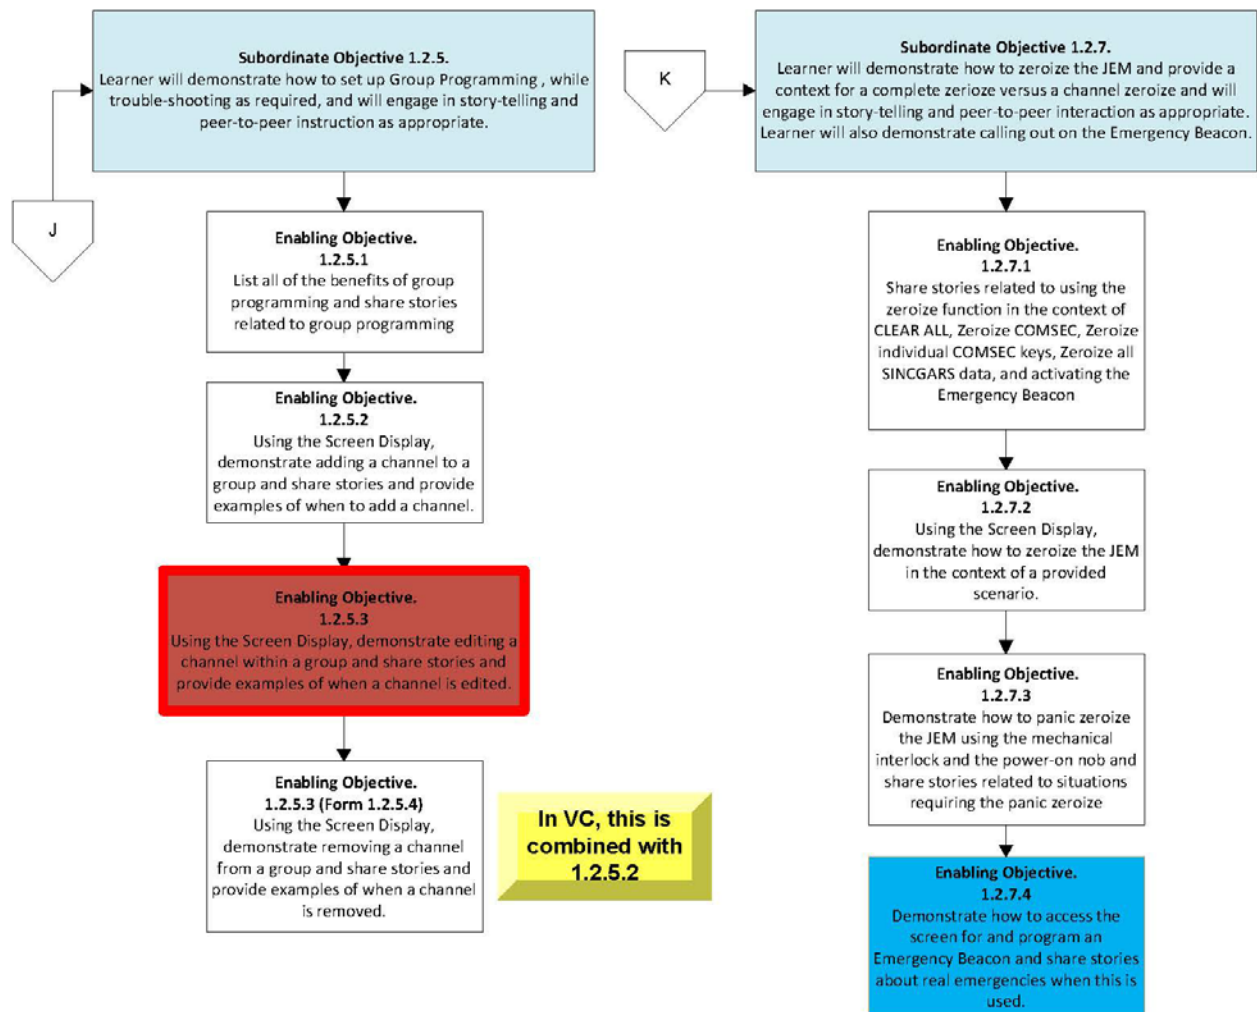 Subordinate Objective 1.2.5.
Learner will demonstrate how to set up Group Programming , while
trouble-shooting as required, and will engage in story-telling and
peer-to-peer instruction as appropriate.
J
Enabling Objective.
1.2.5.1
List all of the benefits of group
programming and share stories
related to group programming
Enabling Objective.
1.2.5.2
Using the Screen Display,
demonstrate adding a channel to a
group and share stories and provide
examples of when to add a channel.
Enabling Objective.
1.2.5.3
Using the Screen Display, demonstrate editing a
channel within a group and share stories and
provide examples of when a channel is edited.
Enabling Objective.
1.2.5.3 (Form 1.2.5.4)
Using the Screen Display,
demonstrate removing a channel
from a group and share stories and
provide examples of when a channel
is removed.
In VC, this is
combined with
1.2.5.2
K
Subordinate Objective 1.2.7.
Learner will demonstrate how to zeroize the JEM and provide a
context for a complete zerioze versus a channel zeroize and will
engage in story-telling and peer-to-peer interaction as appropriate.
Learner will also demonstrate calling out on the Emergency Beacon.
Enabling Objective.
1.2.7.1
Share stories related to using the
zeroize function in the context of
CLEAR ALL, Zeroize COMSEC, Zeroize
individual COMSEC keys, Zeroize all
SINCGARS data, and activating the
Emergency Beacon
Enabling Objective.
1.2.7.2
Using the Screen Display,
demonstrate how to zeroize the JEM
in the context of a provided
scenario.
Enabling Objective.
1.2.7.3
Demonstrate how to panic zeroize
the JEM using the mechanical
interlock and the power-on nob and
share stories related to situations
requiring the panic zeroize
Enabling Objective.
1.2.7.4
Demonstrate how to access the
screen for and program an
Emergency Beacon and share stories
about real emergencies when this is
used.